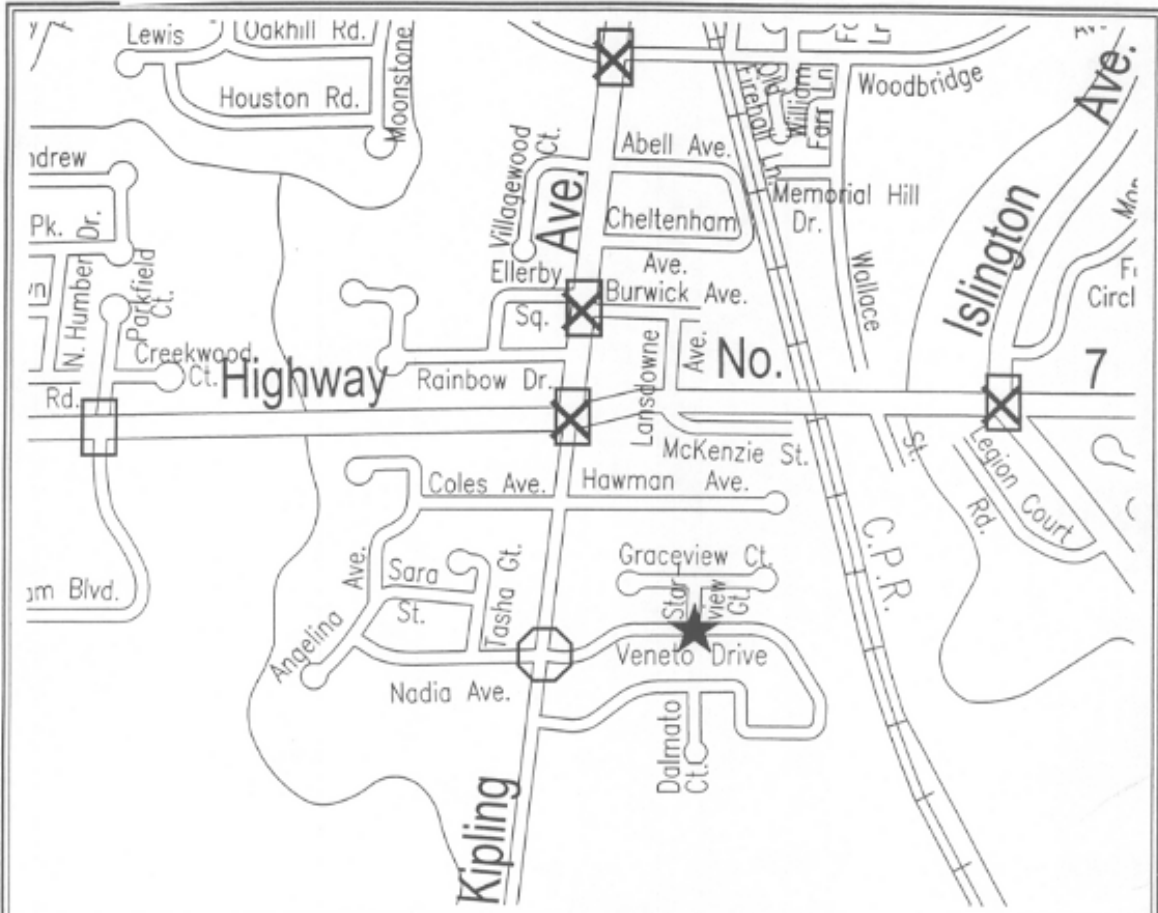 Lewis
Oakhill Rd.
Houston Rd.
Moonstone
Woodbridge
Ave.
Old
Firehall Ln
William
Farr Ln
Abell Ave.
Villagewood
Ct.
Memorial Hill
Dr.
Cheltenham
Ave.
Ave.
Pk. Dr.
Ellerby
Sq.
Burwick Ave.
Wallace
Islington
N. Humber
Parkfield
Ct.
Creekwood
Ct.
Rd.
Highway
Rainbow Dr.
Lansdowne
Ave.
No.
7
McKenzie St.
St.
Legion Court
Rd.
Coles Ave.
Hawman Ave.
C.P.R.
Graceview Ct.
Star
view
Gt.
Ave.
Sara
St.
Tasha Gt.
Blvd.
Angelina
Veneto Drive
Nadia Ave.
Dalmato
Ct.
Kipling